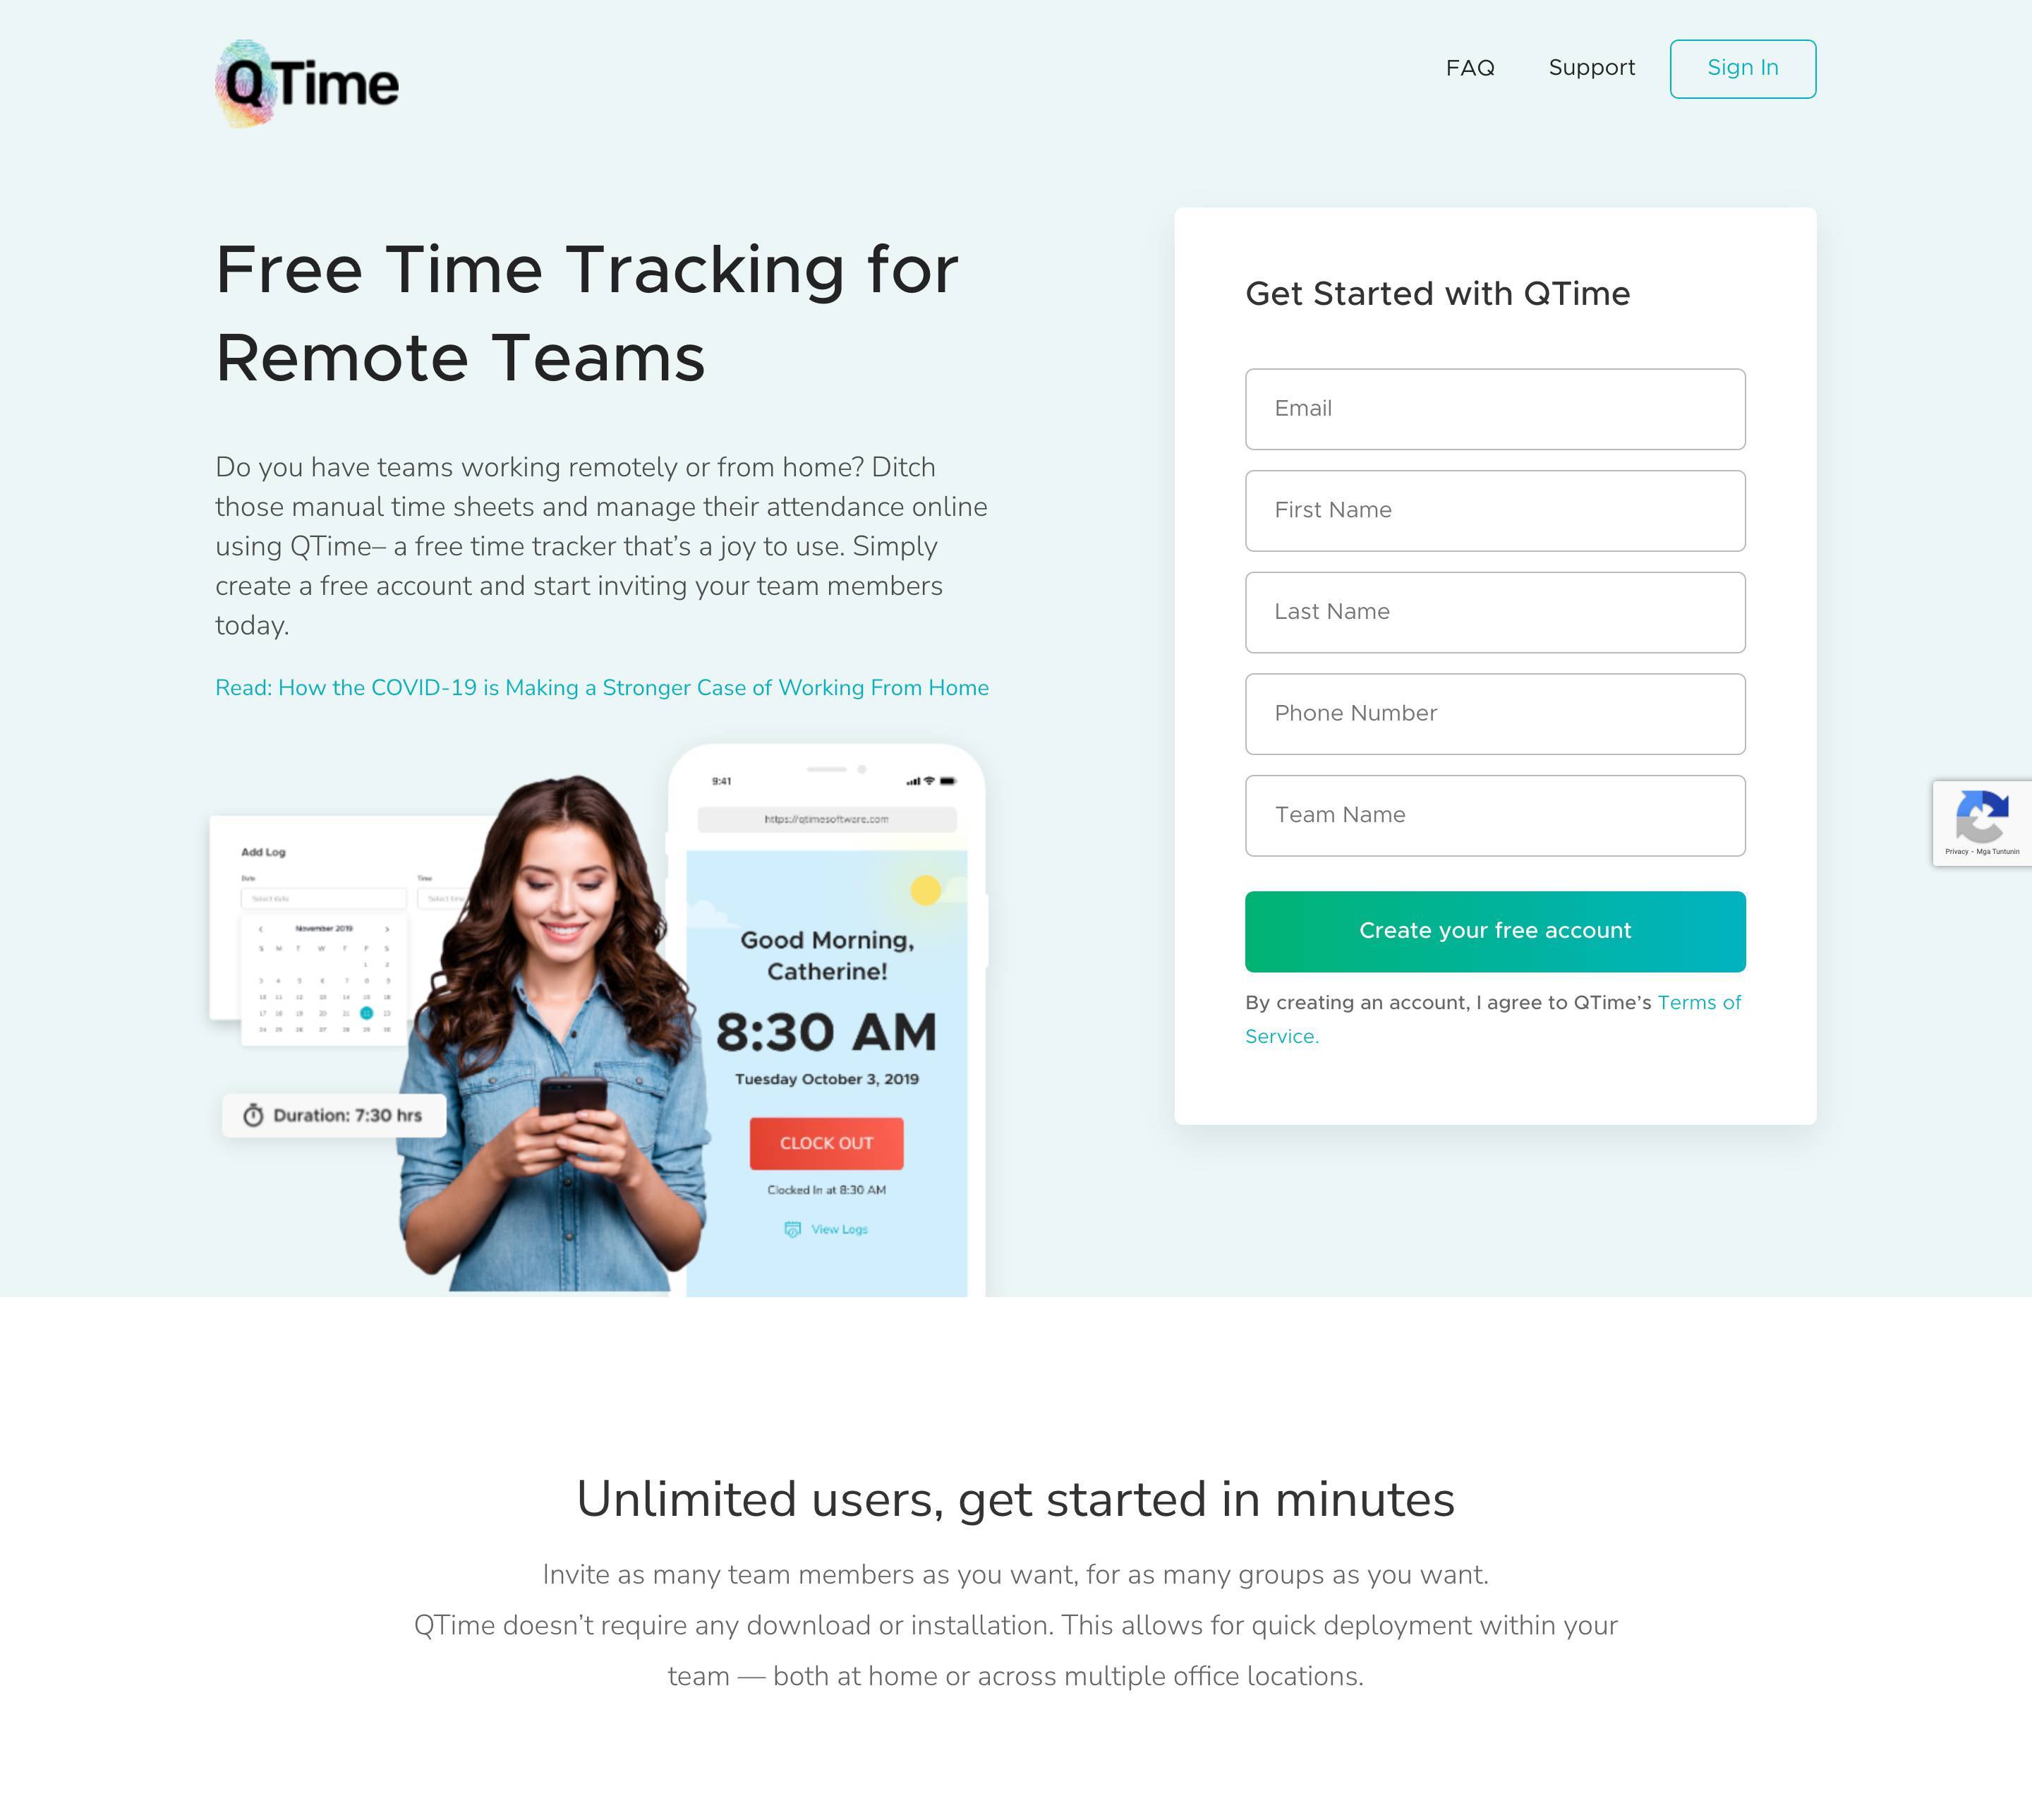 QTime
FAQ
Support
Sign In
Free Time Tracking for
Remote Teams
Do you have teams working remotely or from home? Ditch
those manual time sheets and manage their attendance online
using QTime– a free time tracker that’s a joy to use. Simply
create a free account and start inviting your team members
today.
Read: How the COVID-19 is Making a Stronger Case of Working From Home
Add Log
Date
Time
Select date
Select time
November 2019
S M T W T F S
1 2
3 4 5 6 7 8 9
10 11 12 13 14 15 16
17 18 19 20 21 23
24 25 26 27 28 29 30
Duration: 7:30 hrs
9:41
https://qtimesoftware.com
Good Morning,
Catherine!
8:30 AM
Tuesday October 3, 2019
CLOCK OUT
Clocked In at 8:30 AM
View Logs
Get Started with QTime
Email
First Name
Last Name
Phone Number
Team Name
Create your free account
By creating an account, I agree to QTime’s Terms of
Service.
Privacy - Mga Tuntunin
Unlimited users, get started in minutes
Invite as many team members as you want, for as many groups as you want.
QTime doesn’t require any download or installation. This allows for quick deployment within your
team — both at home or across multiple office locations.